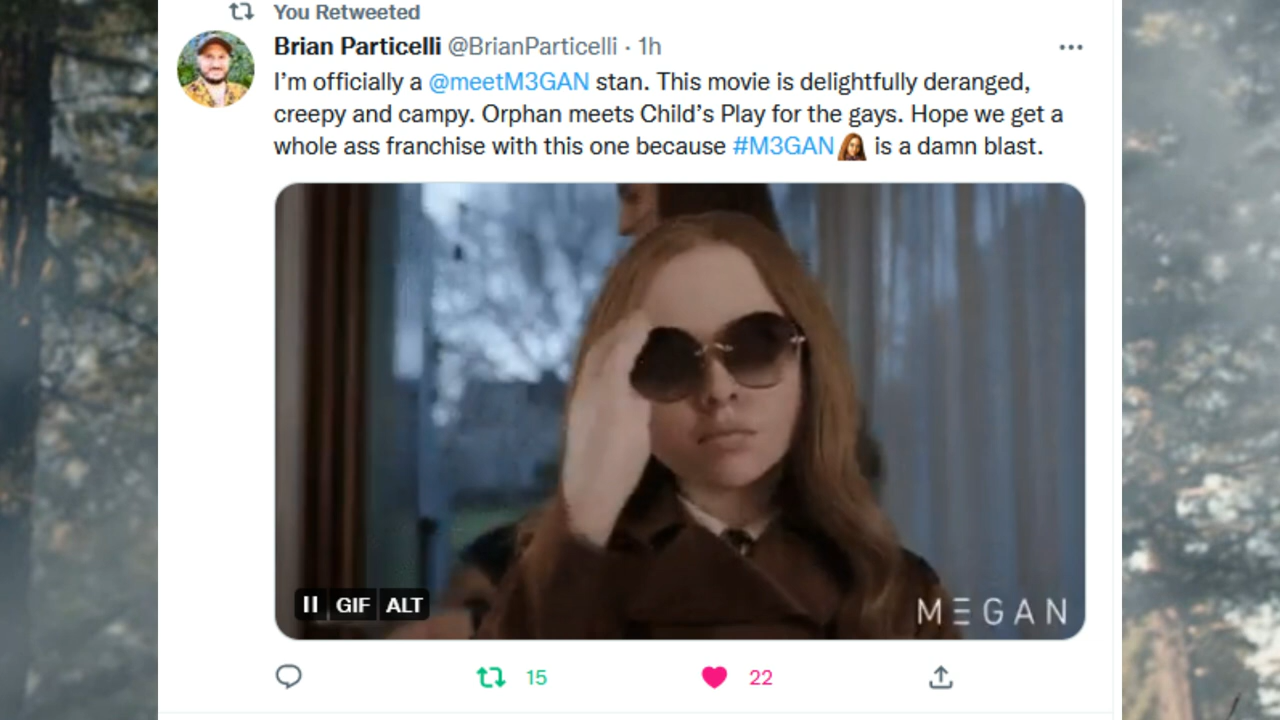 You Retweeted
Brian Particelli @BrianParticelli · 1h
I’m officially a @meetM3GAN stan. This movie is delightfully deranged,
creepy and campy. Orphan meets Child’s Play for the gays. Hope we get a
whole ass franchise with this one because #M3GAN is a damn blast.
GIF ALT
MΞGAN
15 22